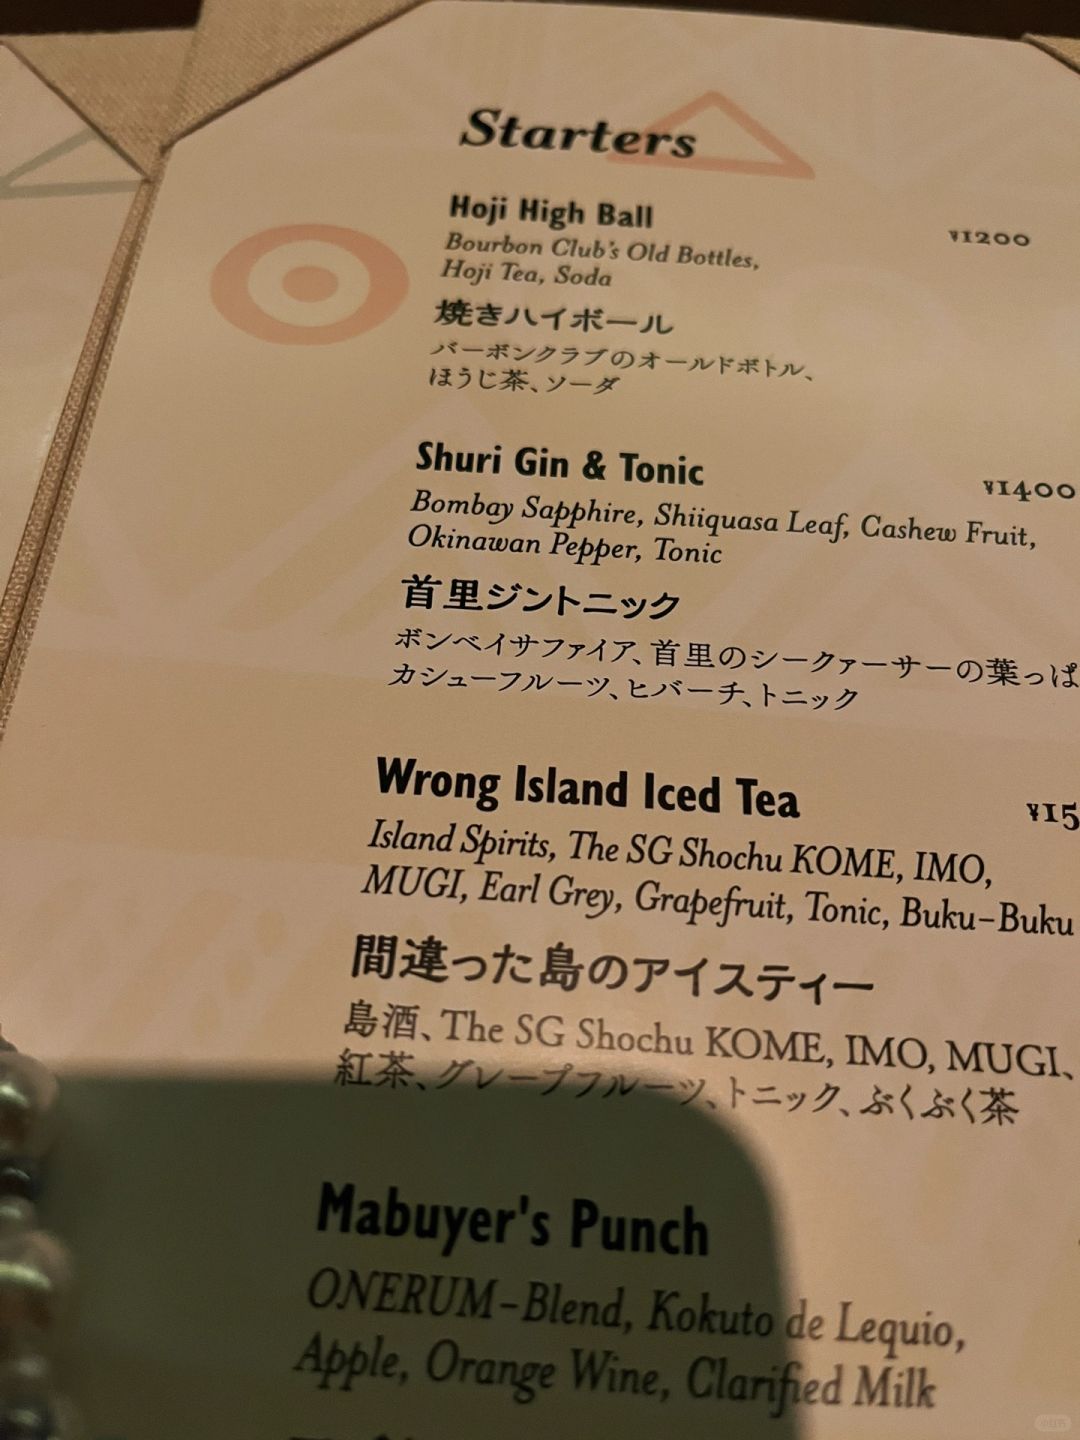 Starters
Hoji High Ball
¥1200
Bourbon Club's Old Bottles,
Hoji Tea, Soda
焼きハイボール
バーボンクラブのオールドボトル、
ほうじ茶、ソーダ
Shuri Gin & Tonic
¥1400
Bombay Sapphire, Shiiquasa Leaf, Cashew Fruit,
Okinawan Pepper, Tonic
首里ジントニック
ボンベイサファイア、首里のシークァーサーの葉っぱ
カシューフルーツ、ヒバーチ、トニック
Wrong Island Iced Tea
¥15
Island Spirits, The SG Shochu KOME, IMO,
MUGI, Earl Grey, Grapefruit, Tonic, Buku-Buku
間違った島のアイスティー
島酒、The SG Shochu KOME, IMO, MUGI、
紅茶、グレープフルーツ、トニック、ぶくぶく茶
Mabuyer's Punch
ONERUM-Blend, Kokuto de Lequio,
Apple, Orange Wine, Clarified Milk